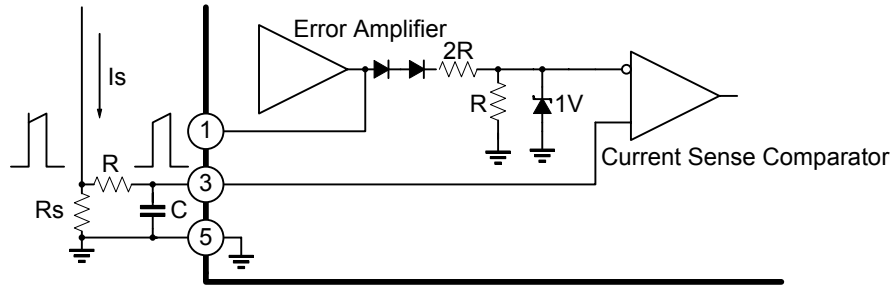 Error Amplifier
2R
Is
R
1V
1
Current Sense Comparator
R
3
Rs
C
5